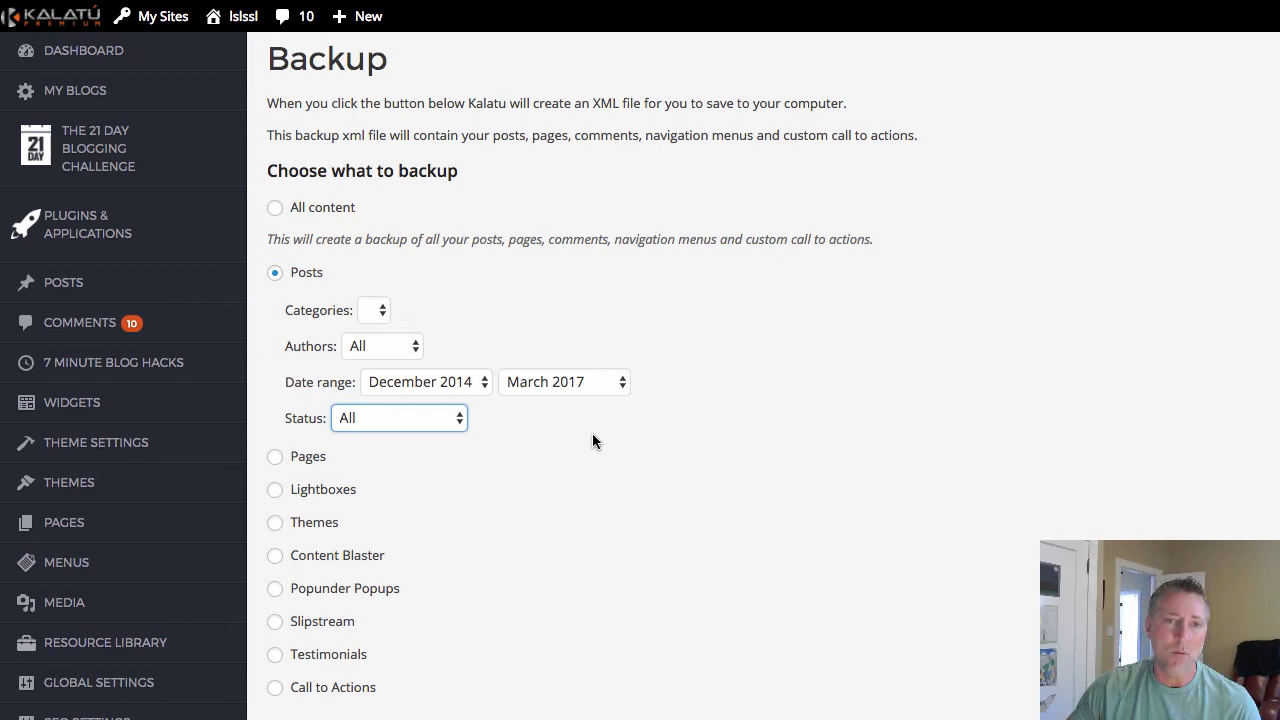 KALATÚ PREMIUM
My Sites
lslssl
10
New
DASHBOARD
MY BLOGS
21 DAY
THE 21 DAY
BLOGGING
CHALLENGE
PLUGINS &
APPLICATIONS
POSTS
COMMENTS 10
7 MINUTE BLOG HACKS
WIDGETS
THEME SETTINGS
THEMES
PAGES
MENUS
MEDIA
RESOURCE LIBRARY
GLOBAL SETTINGS
SEO SETTINGS
Backup
When you click the button below Kalatu will create an XML file for you to save to your computer.
This backup xml file will contain your posts, pages, comments, navigation menus and custom call to actions.
Choose what to backup
All content
This will create a backup of all your posts, pages, comments, navigation menus and custom call to actions.
Posts
Categories:
Authors: All
Date range: December 2014 March 2017
Status: All
Pages
Lightboxes
Themes
Content Blaster
Popunder Popups
Slipstream
Testimonials
Call to Actions